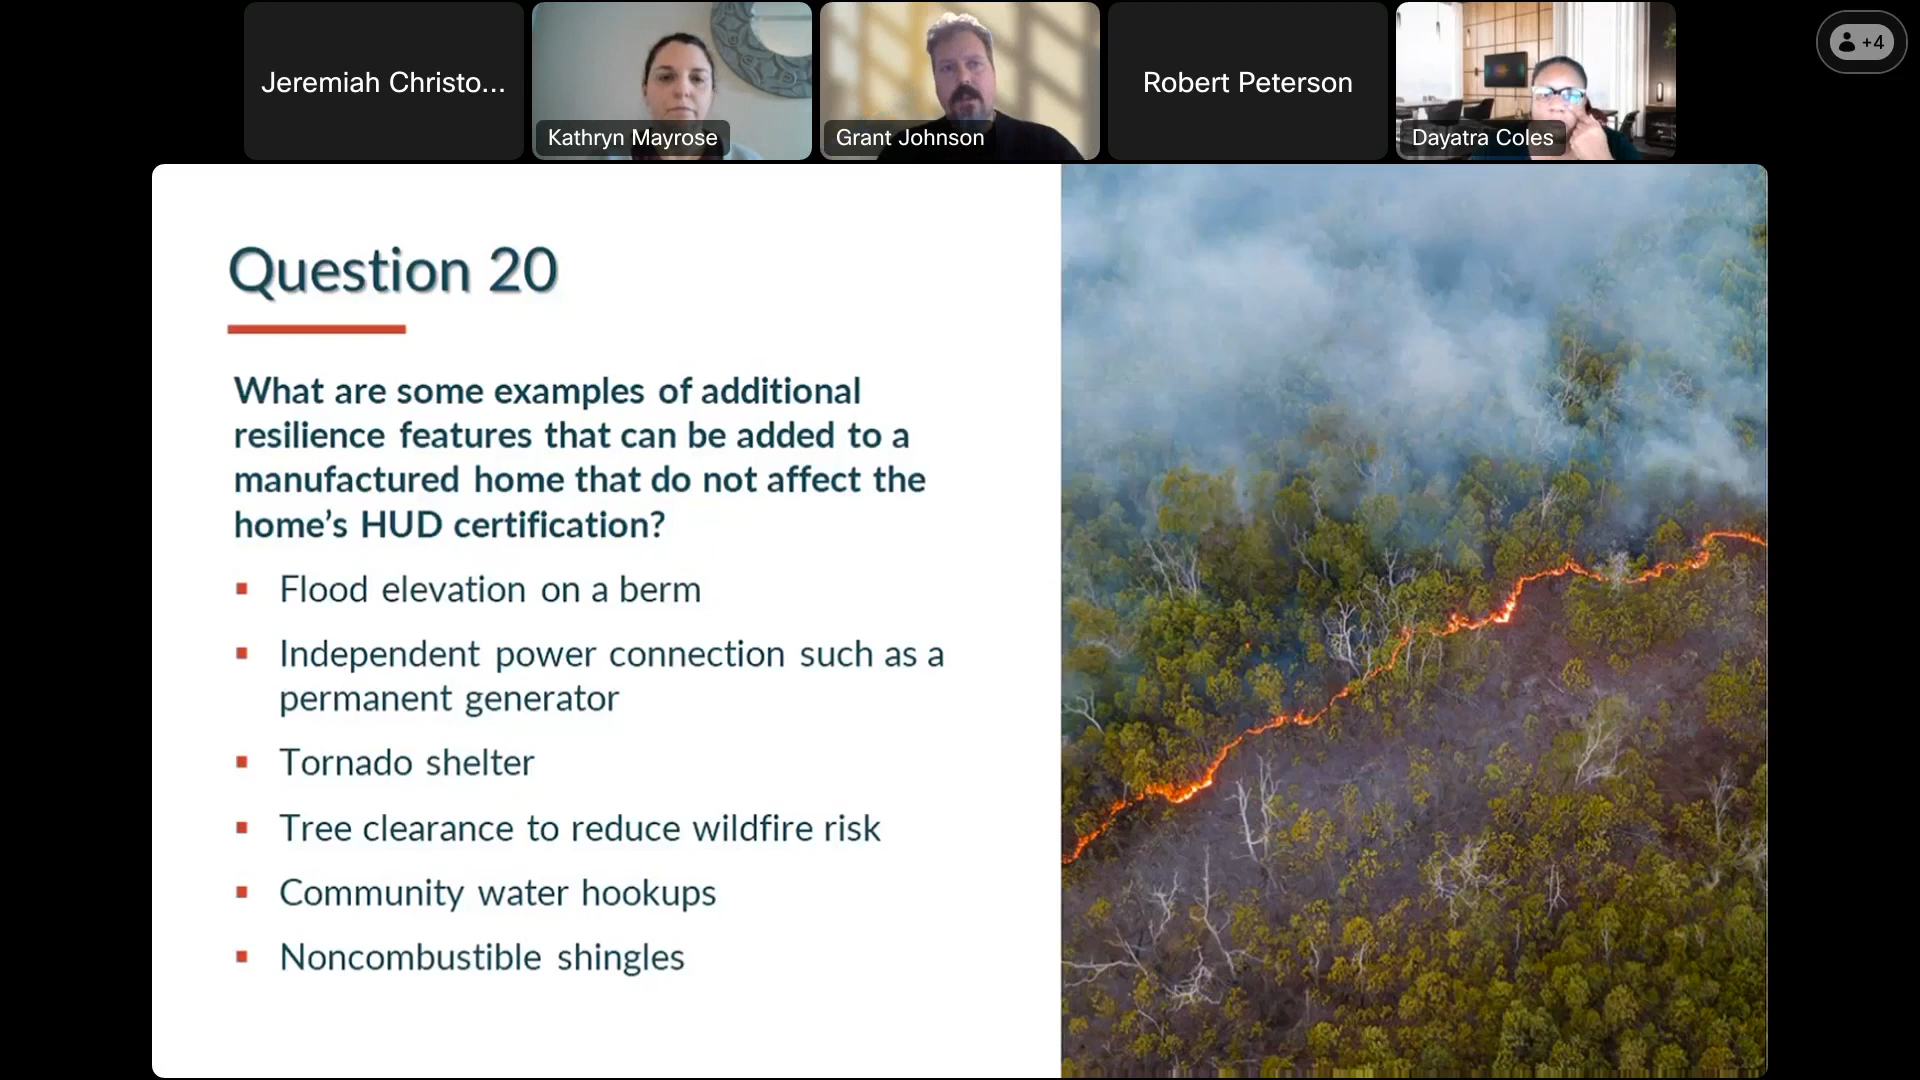 Jeremiah Christo...
Kathryn Mayrose
Grant Johnson
Robert Peterson
Dayatra Coles
+4
Question 20
What are some examples of additional
resilience features that can be added to a
manufactured home that do not affect the
home’s HUD certification?
▪ Flood elevation on a berm
▪ Independent power connection such as a
permanent generator
▪ Tornado shelter
▪ Tree clearance to reduce wildfire risk
▪ Community water hookups
▪ Noncombustible shingles